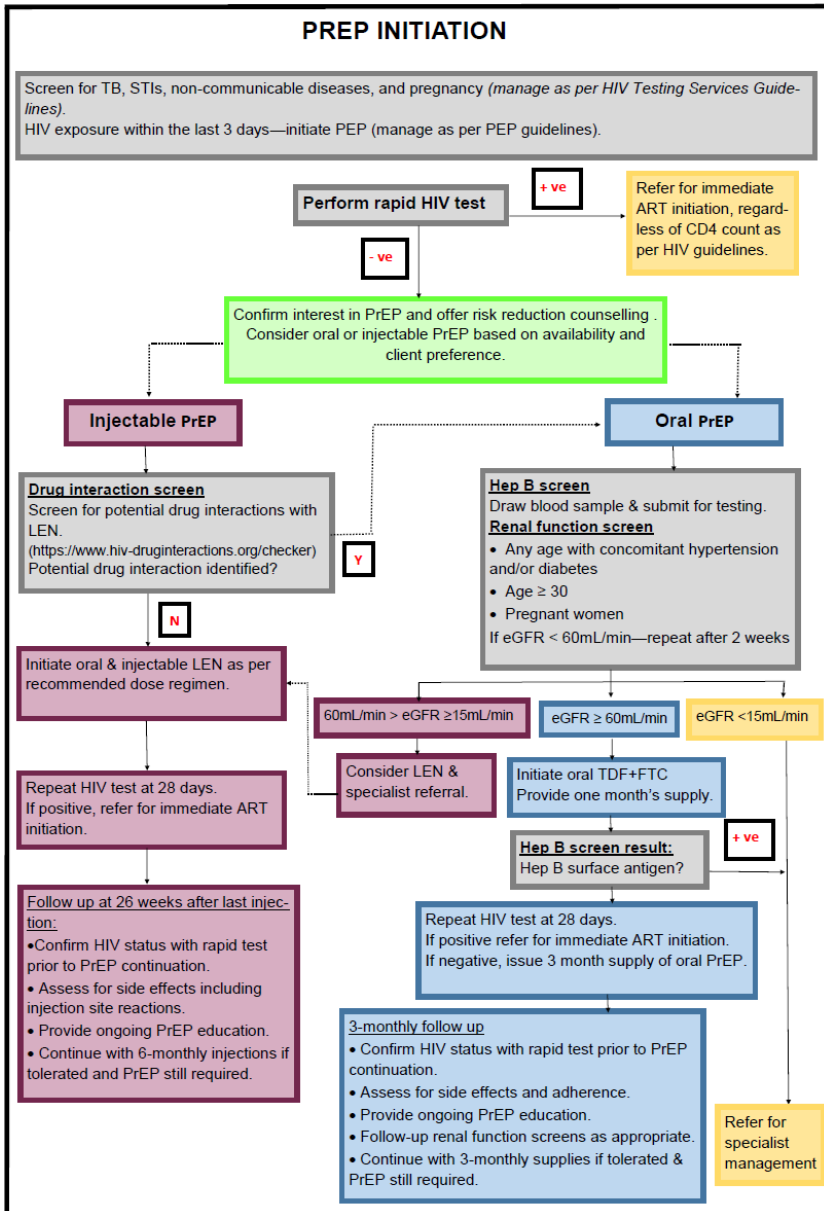 PREP INITIATION
Screen for TB, STIs, non-communicable diseases, and pregnancy (manage as per HIV Testing Services Guide-
lines).
HIV exposure within the last 3 days—initiate PEP (manage as per PEP guidelines).
Perform rapid HIV test
+ ve
Refer for immediate
ART initiation, regard-
less of CD4 count as
per HIV guidelines.
- ve
Confirm interest in PrEP and offer risk reduction counselling .
Consider oral or injectable PrEP based on availability and
client preference.
Injectable PrEP
Oral PrEP
Drug interaction screen
Screen for potential drug interactions with
LEN.
(https://www.hiv-druginteractions.org/checker)
Potential drug interaction identified?
Y
N
Hep B screen
Draw blood sample & submit for testing.
Renal function screen
• Any age with concomitant hypertension
and/or diabetes
• Age ≥ 30
• Pregnant women
If eGFR < 60mL/min—repeat after 2 weeks
Initiate oral & injectable LEN as per
recommended dose regimen.
60mL/min > eGFR ≥15mL/min
eGFR ≥ 60mL/min
eGFR <15mL/min
Consider LEN &
specialist referral.
Initiate oral TDF+FTC
Provide one month's supply.
Repeat HIV test at 28 days.
If positive, refer for immediate ART
initiation.
+ ve
Hep B screen result:
Hep B surface antigen?
Follow up at 26 weeks after last injec-
tion:
•Confirm HIV status with rapid test
prior to PrEP continuation.
• Assess for side effects including
injection site reactions.
• Provide ongoing PrEP education.
• Continue with 6-monthly injections if
tolerated and PrEP still required.
Repeat HIV test at 28 days.
If positive refer for immediate ART initiation.
If negative, issue 3 month supply of oral PrEP.
3-monthly follow up
• Confirm HIV status with rapid test prior to PrEP
continuation.
• Assess for side effects and adherence.
• Provide ongoing PrEP education.
• Follow-up renal function screens as appropriate.
• Continue with 3-monthly supplies if tolerated &
PrEP still required.
Refer for
specialist
management